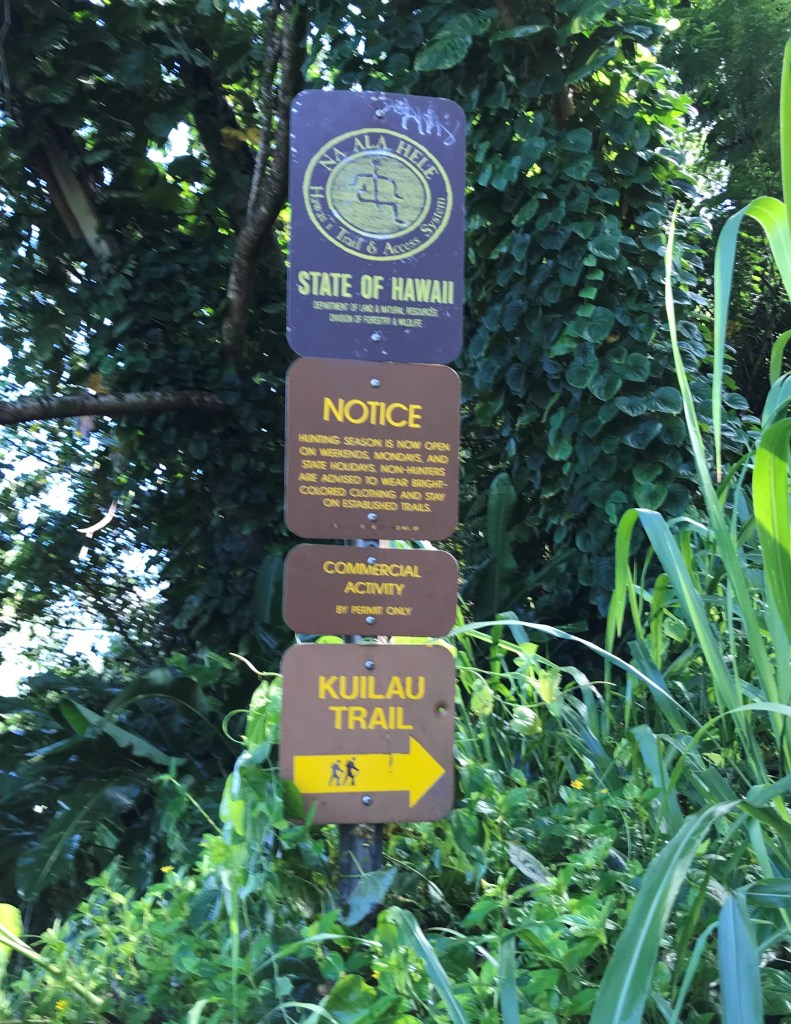 NA ALA HELE
Hawai'i Trail & Access System
STATE OF HAWAII
DEPARTMENT OF LAND & NATURAL RESOURCES
DIVISION OF FORESTRY & WILDLIFE
NOTICE
HUNTING SEASON IS NOW OPEN
ON WEEKENDS, MONDAYS, AND
STATE HOLIDAYS. NON-HUNTERS
ARE ADVISED TO WEAR BRIGHT-
COLORED CLOTHING AND STAY
ON ESTABLISHED TRAILS.
COMMERCIAL
ACTIVITY
BY PERMIT ONLY
KUILAU
TRAIL